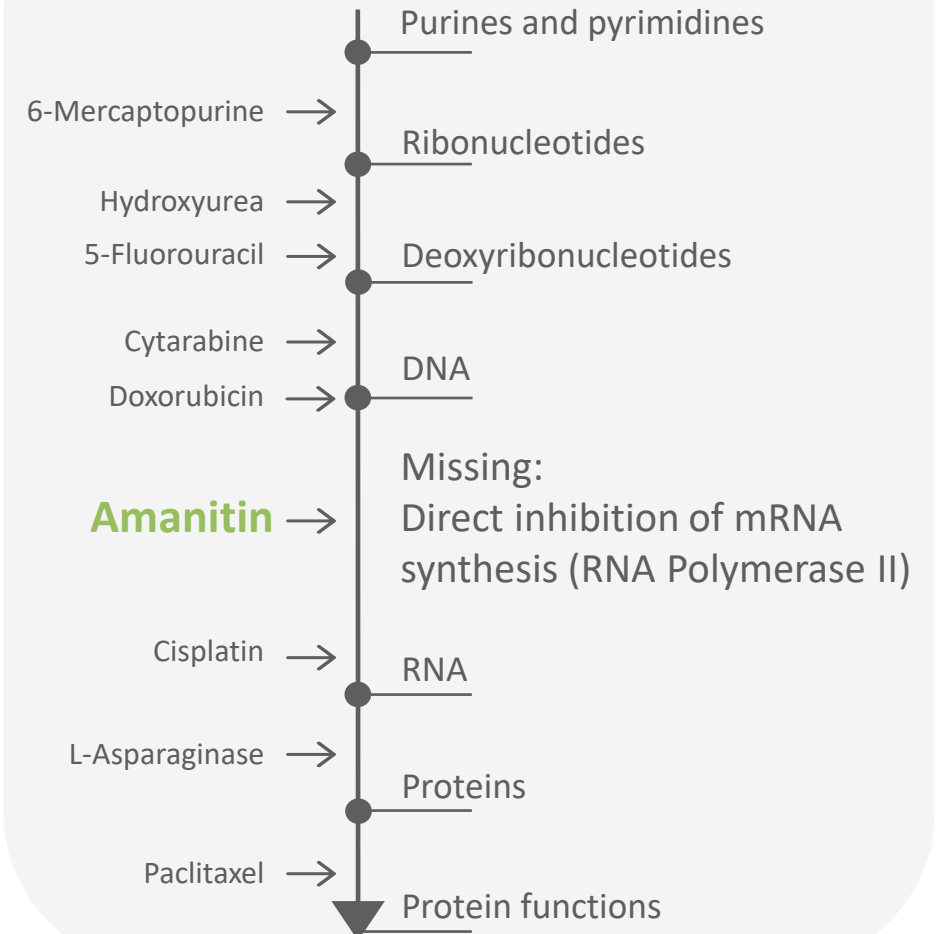 Purines and pyrimidines
6-Mercaptopurine
Ribonucleotides
Hydroxyurea
5-Fluorouracil
Deoxyribonucleotides
Cytarabine
DNA
Doxorubicin
Missing:
Amanitin
Direct inhibition of mRNA
synthesis (RNA Polymerase II)
Cisplatin
RNA
L-Asparaginase
Proteins
Paclitaxel
Protein functions